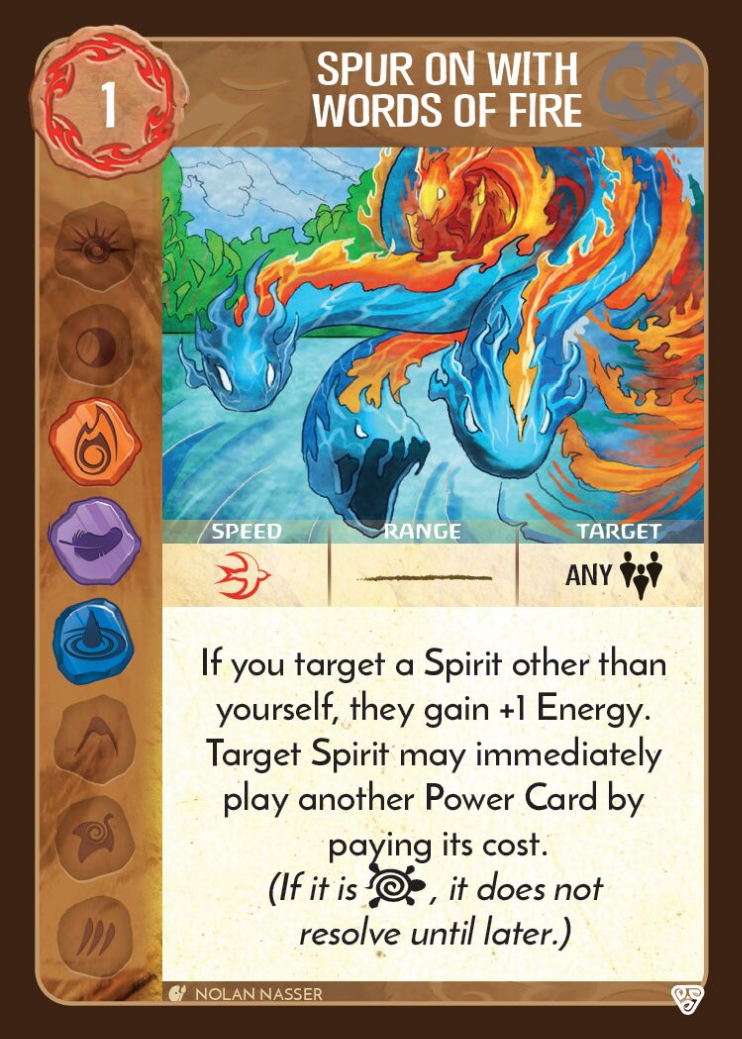 1
SPUR ON WITH
WORDS OF FIRE
SPEED RANGE TARGET
ANY
If you target a Spirit other than
yourself, they gain +1 Energy.
Target Spirit may immediately
play another Power Card by
paying its cost.
(If it is , it does not
resolve until later.)
NOLAN NASSER